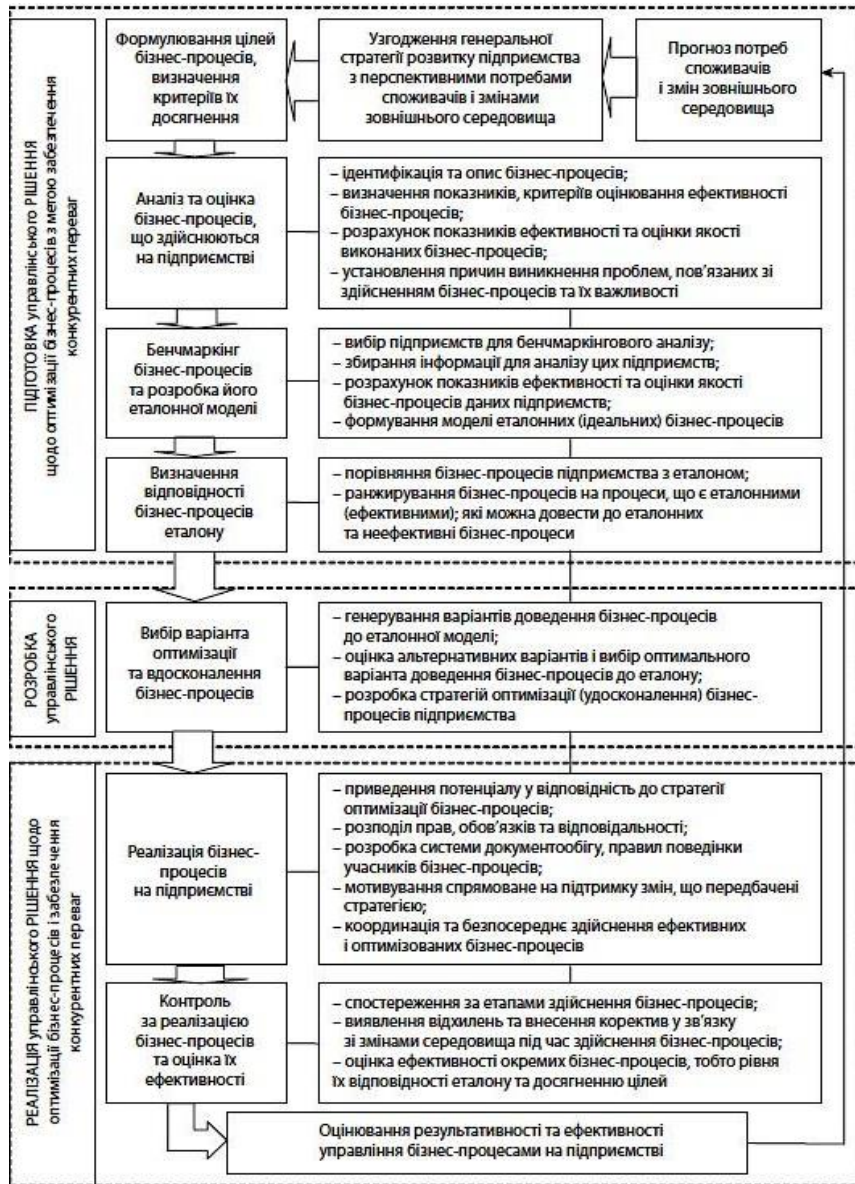 ПІДГОТОВКА управлінського РІШЕННЯ
щодо оптимізації бізнес-процесів з метою забезпечення
конкурентних переваг
Формулювання цілей
бізнес-процесів,
визначення
критеріїв їх
досягнення
Узгодження генеральної
стратегії розвитку підприємства
з перспективними потребами
споживачів і змінами
зовнішнього середовища
Прогноз потреб
споживачів
і змін зовнішнього
середовища
Аналіз та оцінка
бізнес-процесів,
що здійснюються
на підприємстві
– ідентифікація та опис бізнес-процесів;
– визначення показників, критеріїв оцінювання ефективності
бізнес-процесів;
– розрахунок показників ефективності та оцінки якості
виконаних бізнес-процесів;
– установлення причин виникнення проблем, пов’язаних зі
здійсненням бізнес-процесів та їх важливості
Бенчмаркінг
бізнес-процесів
та розробка його
еталонної моделі
– вибір підприємств для бенчмаркінгового аналізу;
– збирання інформації для аналізу цих підприємств;
– розрахунок показників ефективності та оцінки якості
бізнес-процесів даних підприємств;
– формування моделі еталонних (ідеальних) бізнес-процесів
Визначення
відповідності
бізнес-процесів
еталону
– порівняння бізнес-процесів підприємства з еталоном;
– ранжирування бізнес-процесів на процеси, що є еталонними
(ефективними); які можна довести до еталонних
та неефективні бізнес-процеси
РОЗРОБКА
управлінського
РІШЕННЯ
Вибір варіанта
оптимізації
та вдосконалення
бізнес-процесів
– генерування варіантів доведення бізнес-процесів
до еталонної моделі;
– оцінка альтернативних варіантів і вибір оптимального
варіанта доведення бізнес-процесів до еталону;
– розробка стратегій оптимізації (удосконалення) бізнес-
процесів підприємства
РЕАЛІЗАЦІЯ управлінського РІШЕННЯ щодо
оптимізації бізнес-процесів і забезпечення
конкурентних переваг
Реалізація бізнес-
процесів
на підприємстві
– приведення потенціалу у відповідність до стратегії
оптимізації бізнес-процесів;
– розподіл прав, обов’язків та відповідальності;
– розробка системи документообігу, правил поведінки
учасників бізнес-процесів;
– мотивування спрямоване на підтримку змін, що передбачені
стратегією;
– координація та безпосереднє здійснення ефективних
і оптимізованих бізнес-процесів
Контроль
за реалізацією
бізнес-процесів
та оцінка їх
ефективності
– спостереження за етапами здійснення бізнес-процесів;
– виявлення відхилень та внесення коректив у зв’язку
зі змінами середовища під час здійснення бізнес-процесів;
– оцінка ефективності окремих бізнес-процесів, тобто рівня
їх відповідності еталону та досягненню цілей
Оцінювання результативності та ефективності
управління бізнес-процесами на підприємстві